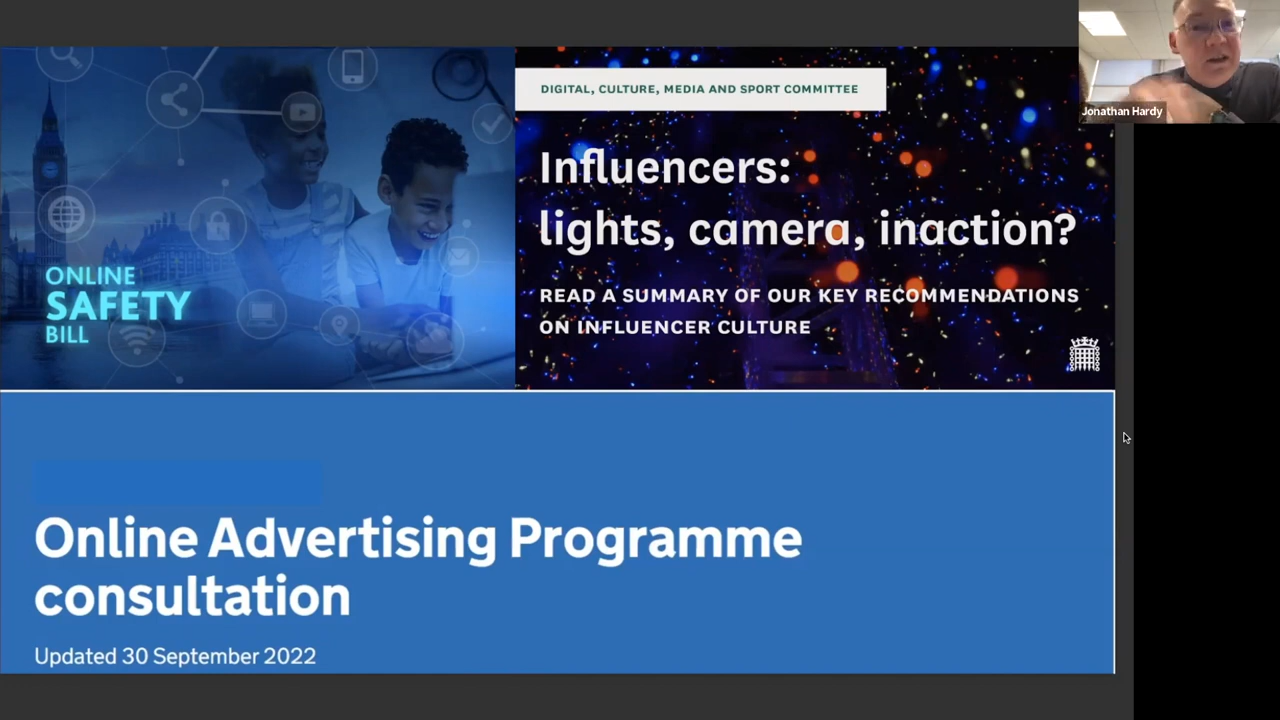 Jonathan Hardy
ONLINE
SAFETY
BILL
DIGITAL, CULTURE, MEDIA AND SPORT COMMITTEE
Influencers:
lights, camera, inaction?
READ A SUMMARY OF OUR KEY RECOMMENDATIONS
ON INFLUENCER CULTURE
Online Advertising Programme
consultation
Updated 30 September 2022